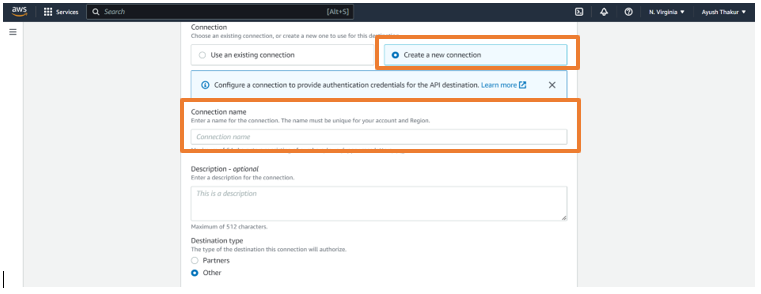 aws
Services
Search
[Alt+S]
N. Virginia
Ayush Thakur
Connection
Choose an existing connection, or create a new one to use for this destination.
Use an existing connection
Create a new connection
Configure a connection to provide authentication credentials for the API destination. Learn more
Connection name
Enter a name for the connection. The name must be unique for your account and Region.
Connection name
Description - optional
Enter a description for the connection.
This is a description
Maximum of 512 characters.
Destination type
The type of the destination this connection will authorize.
Partners
Other